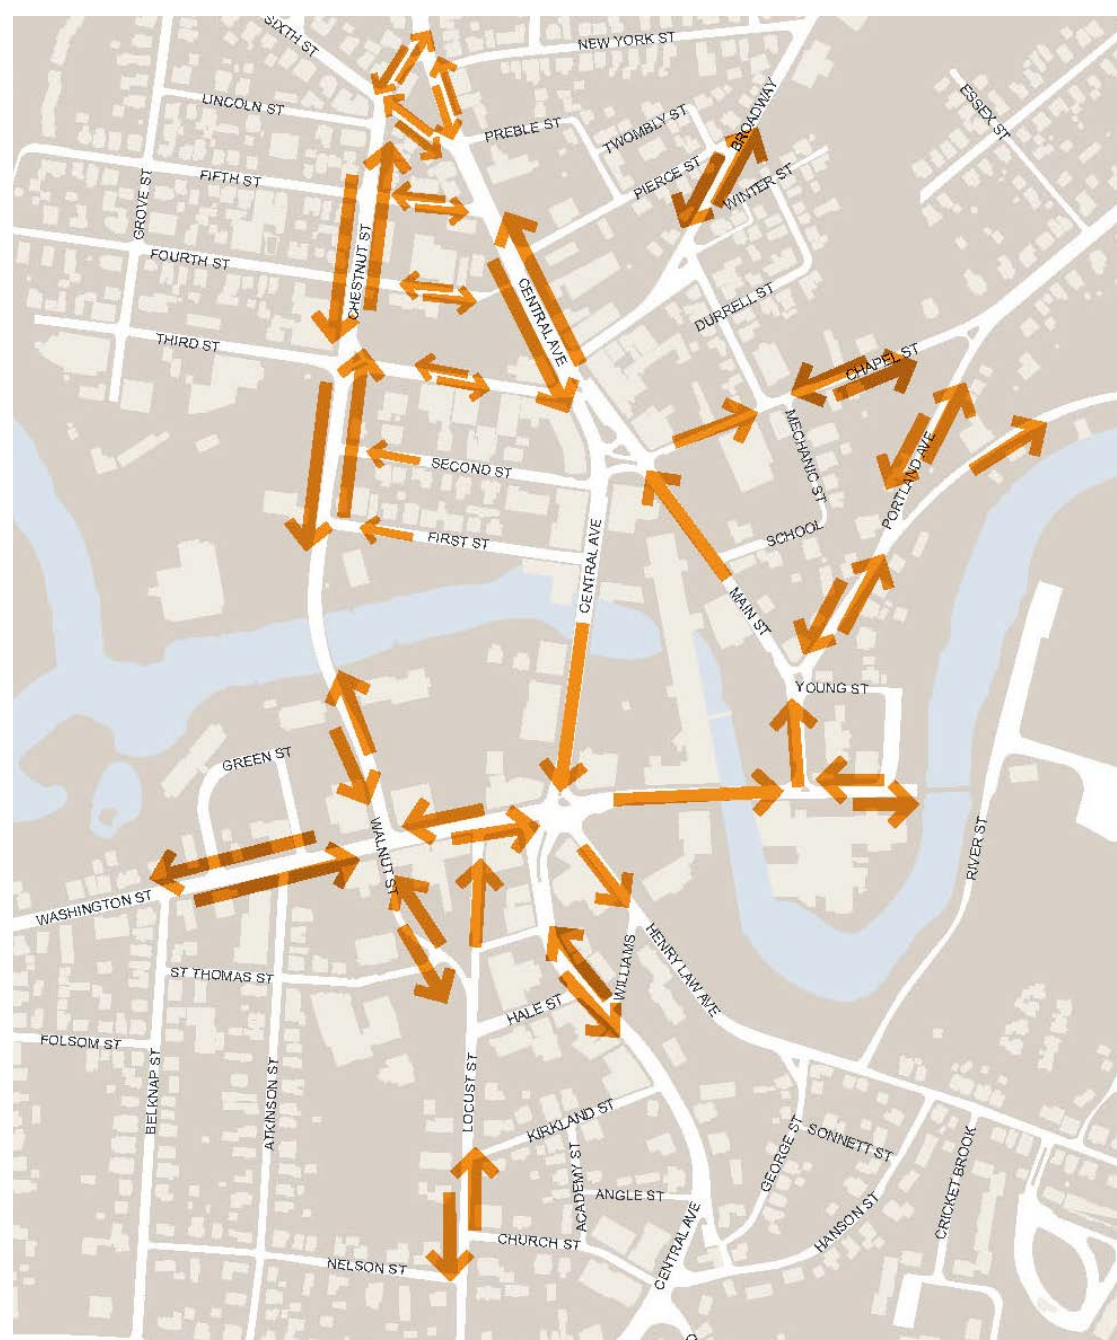 SIXTH ST
NEW YORK ST
LINCOLN ST
PREBLE ST
TWOMBLY ST
BROADWAY
ESSEX ST
FIFTH ST
PIERCE ST
WINTER ST
GROVE ST
FOURTH ST
CHESTNUT ST
CENTRAL AVE
DURRELL ST
THIRD ST
CHAPEL ST
MECHANIC ST
PORTLAND AVE
SECOND ST
FIRST ST
SCHOOL
CENTRAL AVE
MAIN ST
YOUNG ST
GREEN ST
WALNUT ST
RIVER ST
WASHINGTON ST
ST THOMAS ST
WILLIAMS
HENRY LAW AVE
HALE ST
FOLSOM ST
BELKNAP ST
ATKINSON ST
LOCUST ST
KIRKLAND ST
GEORGE ST
SONNETT ST
CRICKET BROOK
ACADEMY ST
ANGLE ST
HANSON ST
CHURCH ST
CENTRAL AVE
NELSON ST